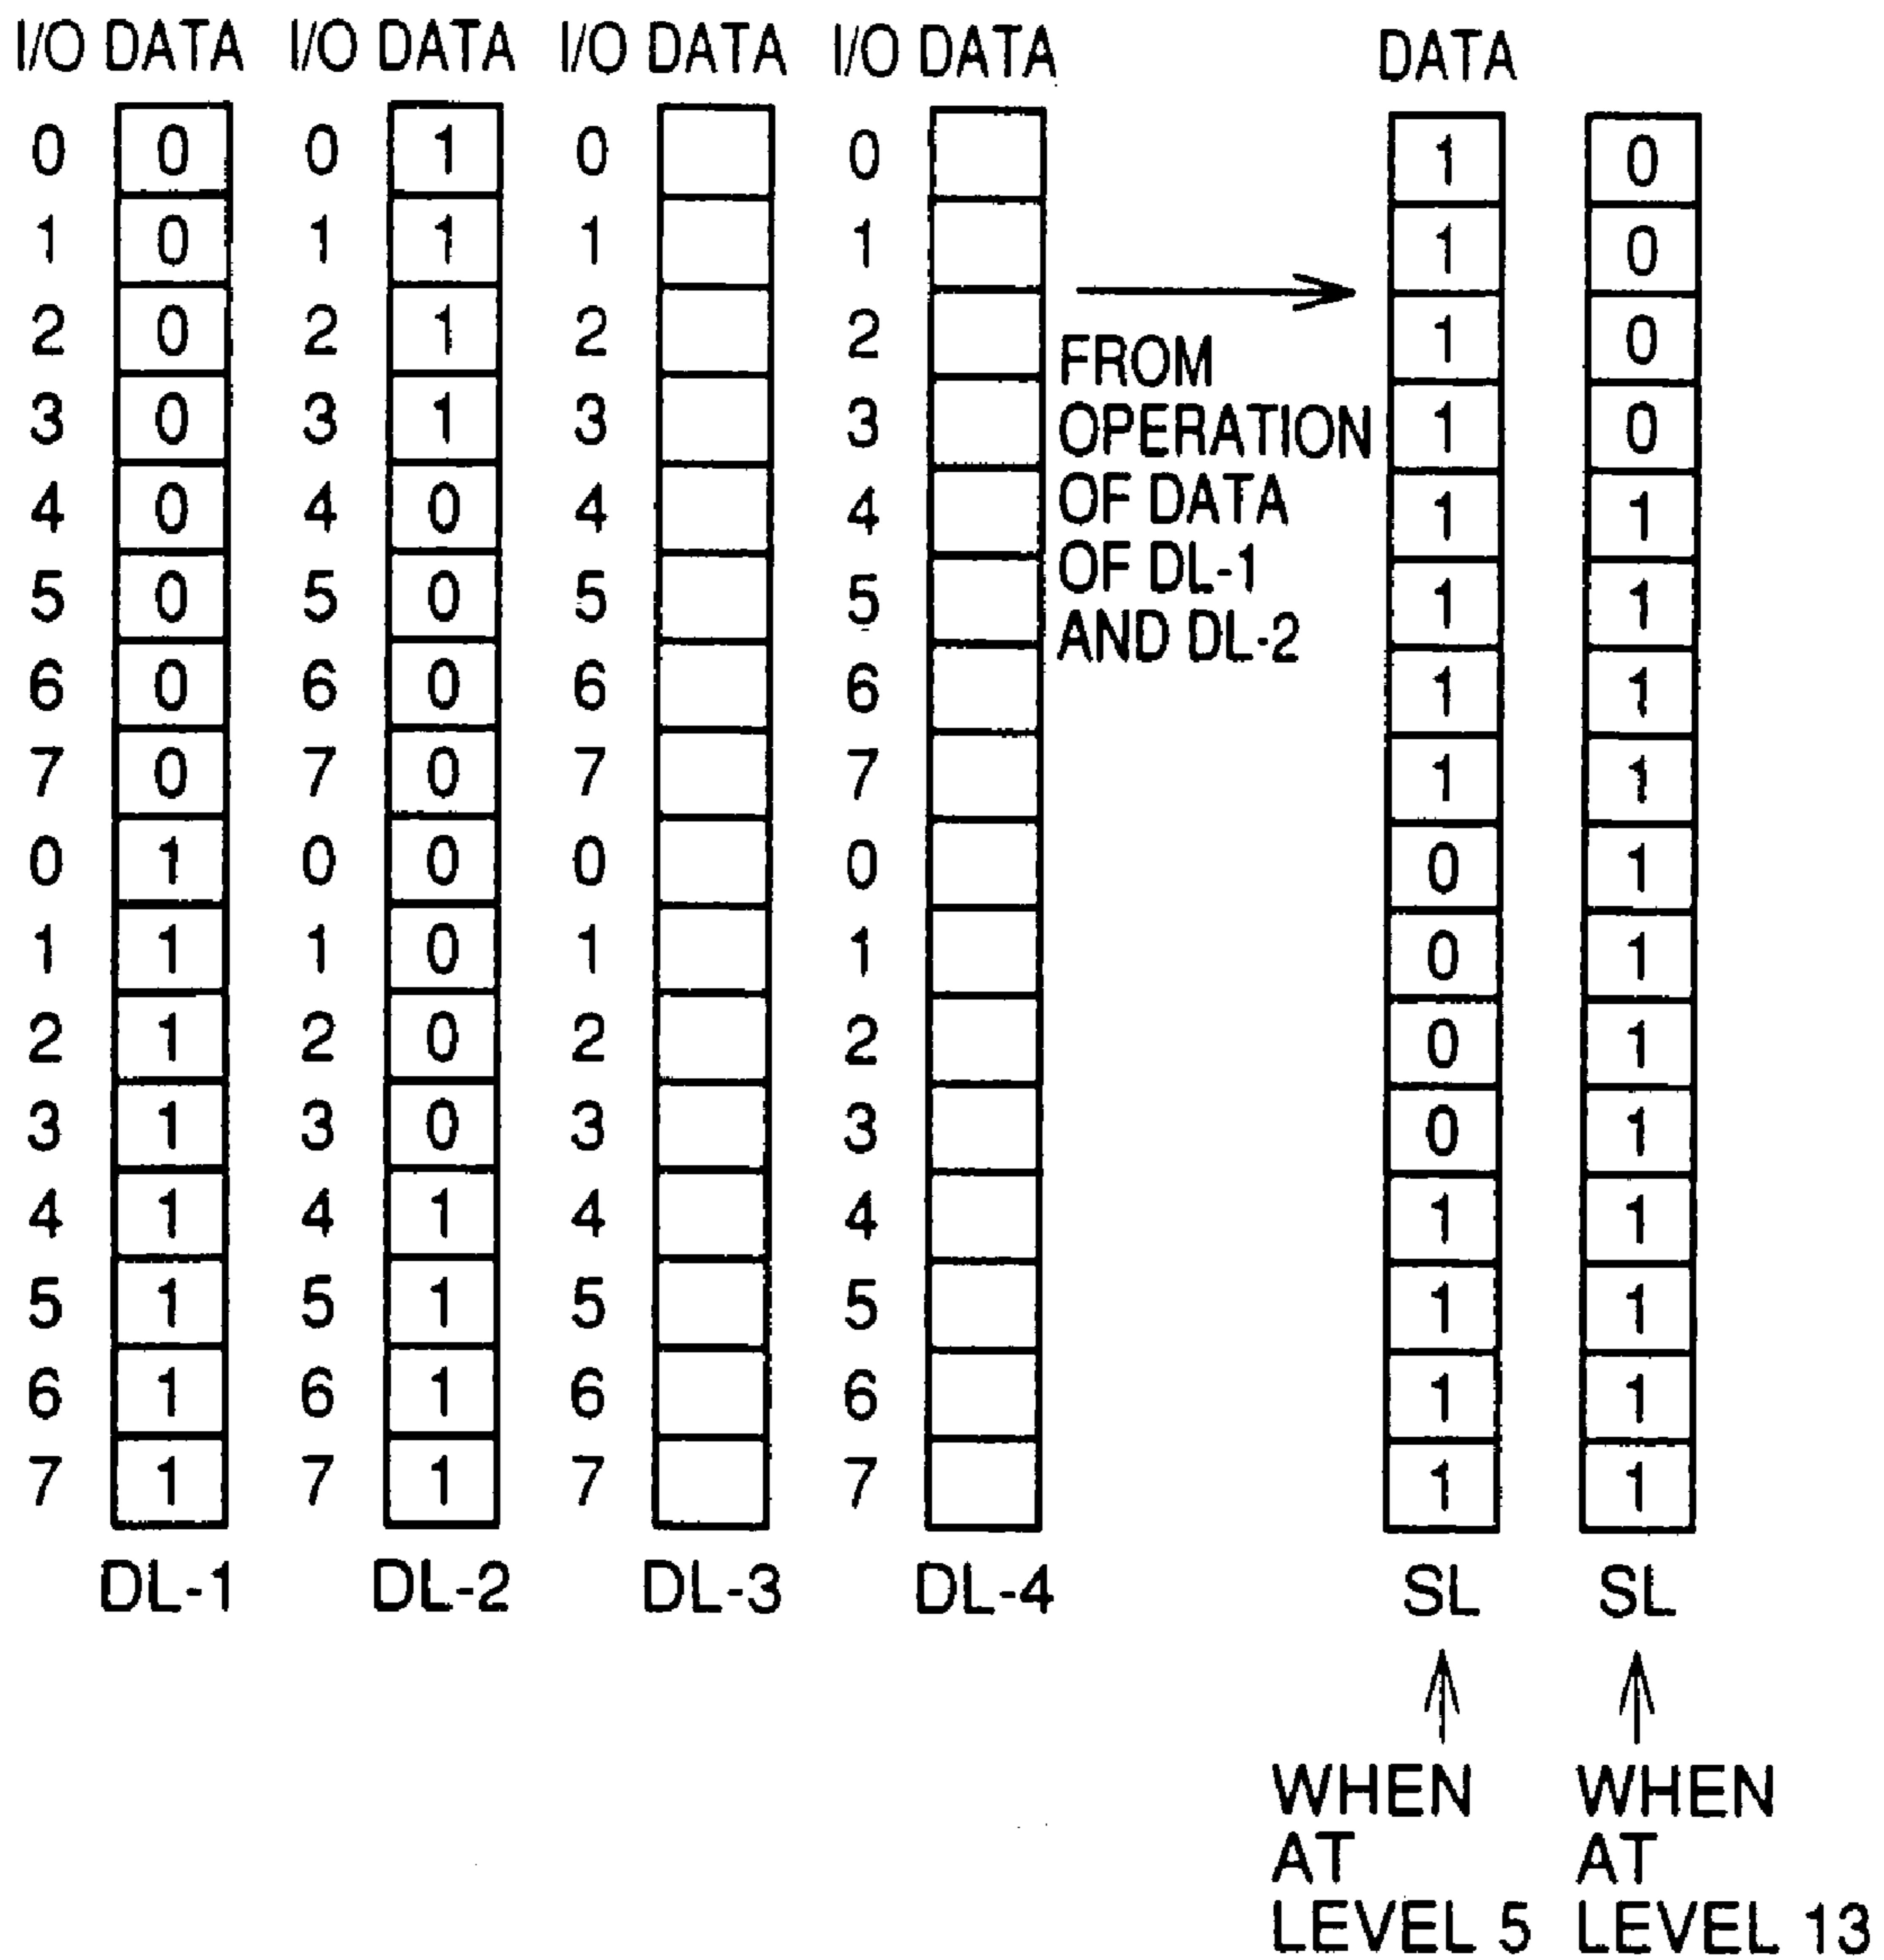 I/O DATA I/O DATA I/O DATA I/O DATA DATA
0 0 0 1 0 0 1 0
1 0 1 1 1 1 1 0
2 0 2 1 2 2 1 0
3 0 3 1 3 3 1 0
4 0 4 0 4 4 1 1
5 0 5 0 5 5 1 1
6 0 6 0 6 6 1 1
7 0 7 0 7 7 1 1
0 1 0 0 0 0 0 1
1 1 1 0 1 1 0 1
2 1 2 0 2 2 0 1
3 1 3 0 3 3 0 1
4 1 4 1 4 4 1 1
5 1 5 1 5 5 1 1
6 1 6 1 6 6 1 1
7 1 7 1 7 7 1 1
FROM
OPERATION
OF DATA
OF DL-1
AND DL-2
DL-1 DL-2 DL-3 DL-4 SL SL
WHEN
AT
LEVEL 5
WHEN
AT
LEVEL 13